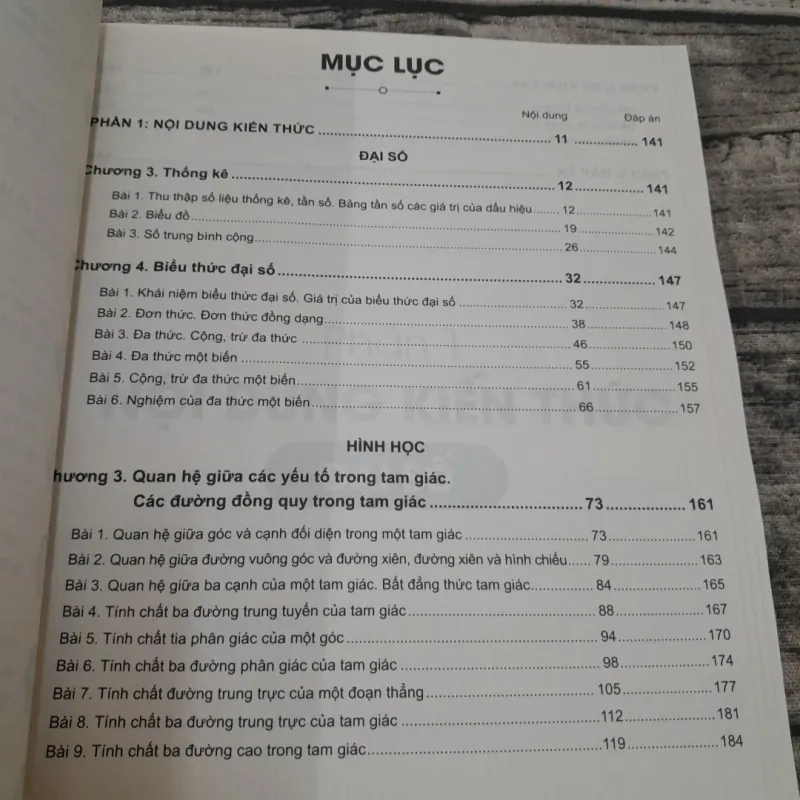 MỤC LỤC
Nội dung Đáp án
PHẦN 1: NỘI DUNG KIẾN THỨC ........ 11 ........ 141
ĐẠI SỐ
Chương 3. Thống kê ........ 12 ........ 141
Bài 1. Thu thập số liệu thống kê, tần số. Bảng tần số các giá trị của dấu hiệu ........ 12 ........ 141
Bài 2. Biểu đồ ........ 19 ........ 142
Bài 3. Số trung bình cộng ........ 26 ........ 144
Chương 4. Biểu thức đại số ........ 32 ........ 147
Bài 1. Khái niệm biểu thức đại số. Giá trị của biểu thức đại số ........ 32 ........ 147
Bài 2. Đơn thức. Đơn thức đồng dạng ........ 38 ........ 148
Bài 3. Đa thức. Cộng, trừ đa thức ........ 46 ........ 150
Bài 4. Đa thức một biến ........ 55 ........ 152
Bài 5. Cộng, trừ đa thức một biến ........ 61 ........ 155
Bài 6. Nghiệm của đa thức một biến ........ 66 ........ 157
HÌNH HỌC
hương 3. Quan hệ giữa các yếu tố trong tam giác.
Các đường đồng quy trong tam giác ........ 73 ........ 161
Bài 1. Quan hệ giữa góc và cạnh đối diện trong một tam giác ........ 73 ........ 161
Bài 2. Quan hệ giữa đường vuông góc và đường xiên, đường xiên và hình chiếu ...... 79 ........ 163
Bài 3. Quan hệ giữa ba cạnh của một tam giác. Bất đẳng thức tam giác ........ 84 ........ 165
Bài 4. Tính chất ba đường trung tuyến của tam giác ........ 88 ........ 167
Bài 5. Tính chất tia phân giác của một góc ........ 94 ........ 170
Bài 6. Tính chất ba đường phân giác của tam giác ........ 98 ........ 174
Bài 7. Tính chất đường trung trực của một đoạn thẳng ........ 105 ........ 177
Bài 8. Tính chất ba đường trung trực của tam giác ........ 112 ........ 181
Bài 9. Tính chất ba đường cao trong tam giác ........ 119 ........ 184